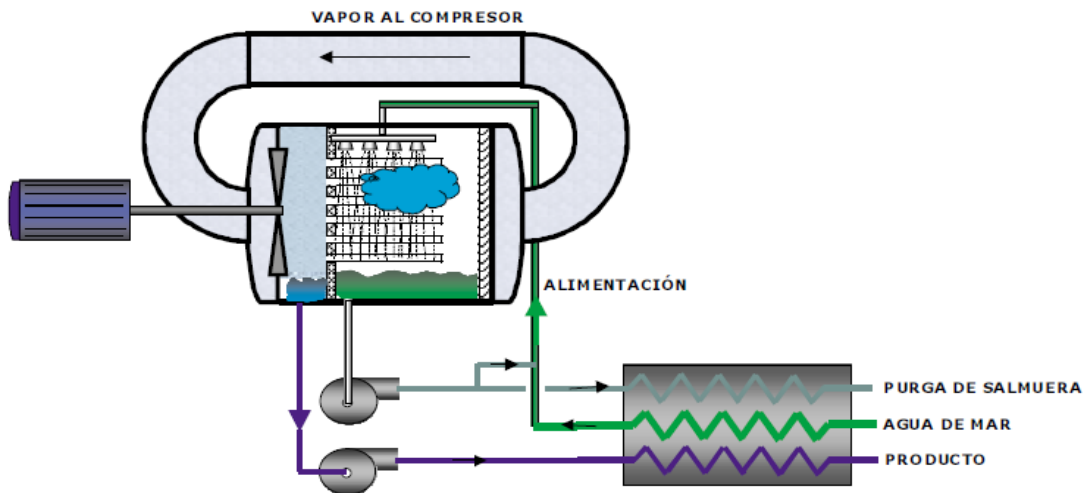 VAPOR AL COMPRESOR
ALIMENTACIÓN
PURGA DE SALMUERA
AGUA DE MAR
PRODUCTO